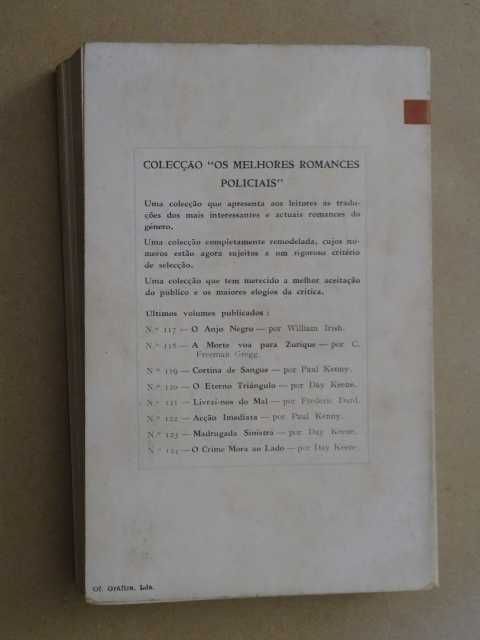 COLECÇÃO "OS MELHORES ROMANCES
POLICIAIS"
Uma colecção que apresenta aos leitores as tradu-
ções dos mais interessantes e actuais romances do
género.
Uma colecção completamente remodelada, cujos nú-
meros estão agora sujeitos a um rigoroso critério
de selecção.
Uma colecção que tem merecido a melhor aceitação
do público e os maiores elogios da crítica.
Ultimos volumes publicados :
N.º 117 — O Anjo Negro — por William Irish.
N.º 118 — A Morte voa para Zurique — por C.
Freeman Gregg.
N.º 119 — Cortina de Sangue — por Paul Kenny.
N.º 120 — O Eterno Triângulo — por Day Keene.
N.º 121 — Livrai-nos do Mal — por Frederic Dard.
N.º 122 — Acção Imediata — por Paul Kenny.
N.º 123 — Madrugada Sinistra — por Day Keene.
N.º 124 — O Crime Mora ao Lado — por Day Keene.
Of. Gráfica, Lda.